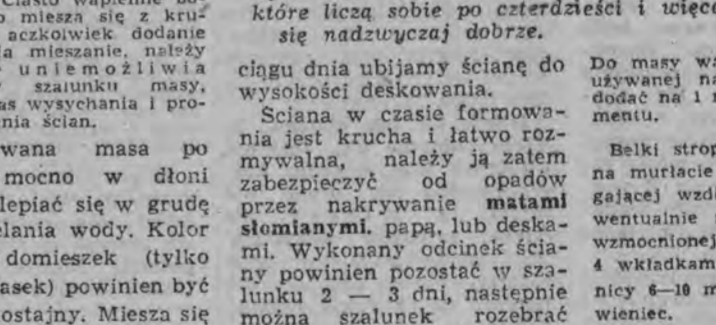 Ciasto wapienne
miesza się z kru-
aczkolwiek dodanie
mieszanie, należy
uniemożliwia
szalunku masy,
wysychania i pro-
nia ścian.
wana masa po
mocno w dłoni
lepiać się w grudę
elania wody. Kolor
domieszek (tylko
asek) powinien być
ostajny. Miesza się
które liczą sobie po czterdzieści i więce
się nadzwyczaj dobrze.
ciągu dnia ubijamy ścianę do
wysokości deskowania.
Ściana w czasie formowa-
nia jest krucha i łatwo roz-
mywalna, należy ją zatem
zabezpieczyć od opadów
przez nakrywanie matami
słomianymi, papą, lub deska-
mi. Wykonany odcinek ścia-
ny powinien pozostać w sza-
lunku 2 — 3 dni, następnie
można szalunek rozebrać
Do masy wa
używanej na
dodać na 1 m
mentu.
Belki strop
na murłacie
gającej wzdł
wentualnie
wzmocnionej
4 wkładkam
nicy 6—10 m
wieniec.